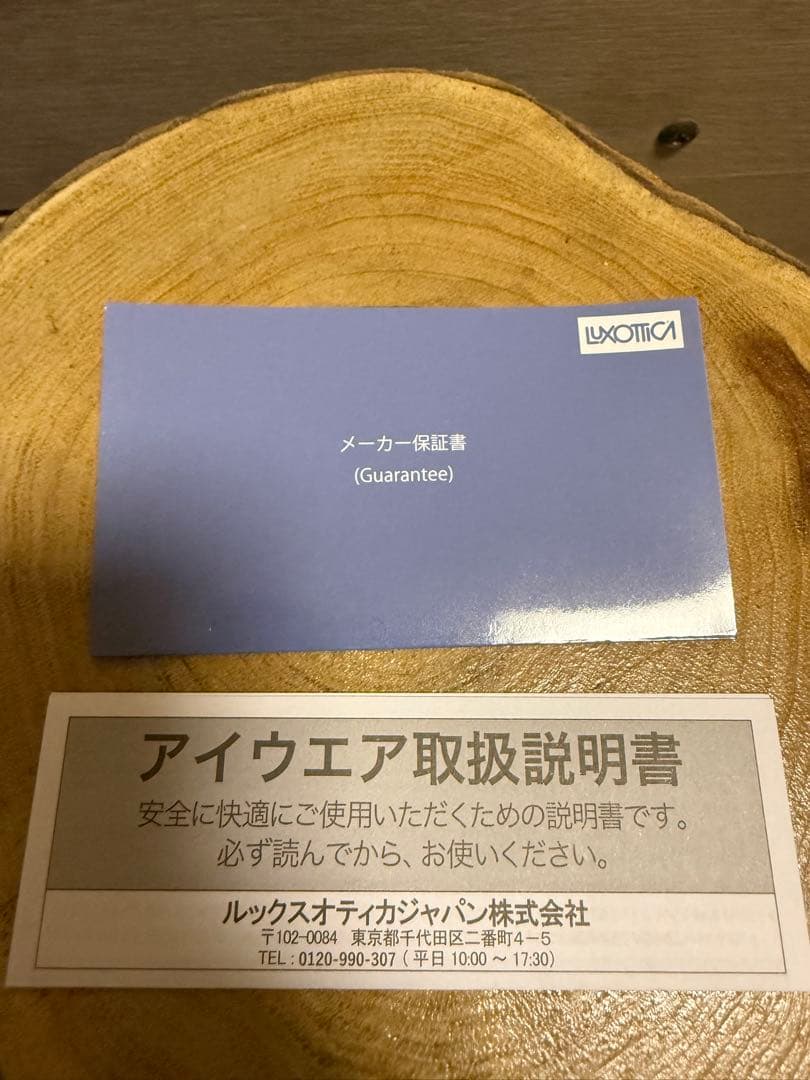 LUXOTTICA
メーカー保証書
(Guarantee)
アイウエア取扱説明書
安全に快適にご使用いただくための説明書です。
必ず読んでから、お使いください。
ルックスオティカジャパン株式会社
〒102-0084 東京都千代田区二番町4-5
TEL : 0120-990-307 ( 平日 10:00 〜 17:30)